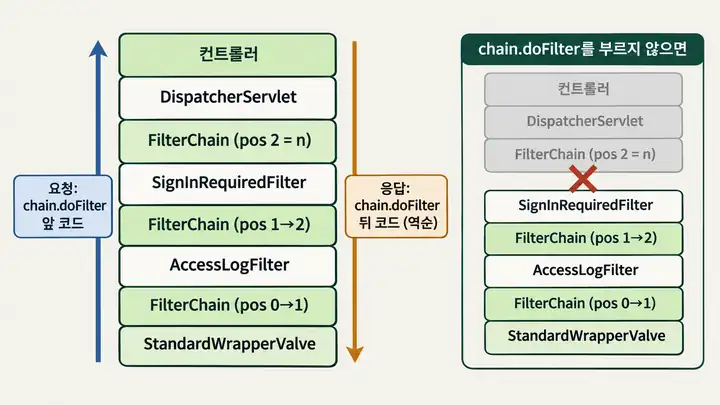 컨트롤러
DispatcherServlet
FilterChain (pos 2 = n)
SignInRequiredFilter
FilterChain (pos 1→2)
AccessLogFilter
FilterChain (pos 0→1)
StandardWrapperValve
요청:
chain.doFilter
앞 코드
응답:
chain.doFilter
뒤 코드 (역순)
chain.doFilter를 부르지 않으면
컨트롤러
DispatcherServlet
FilterChain (pos 2 = n)
SignInRequiredFilter
FilterChain (pos 1→2)
AccessLogFilter
FilterChain (pos 0→1)
StandardWrapperValve